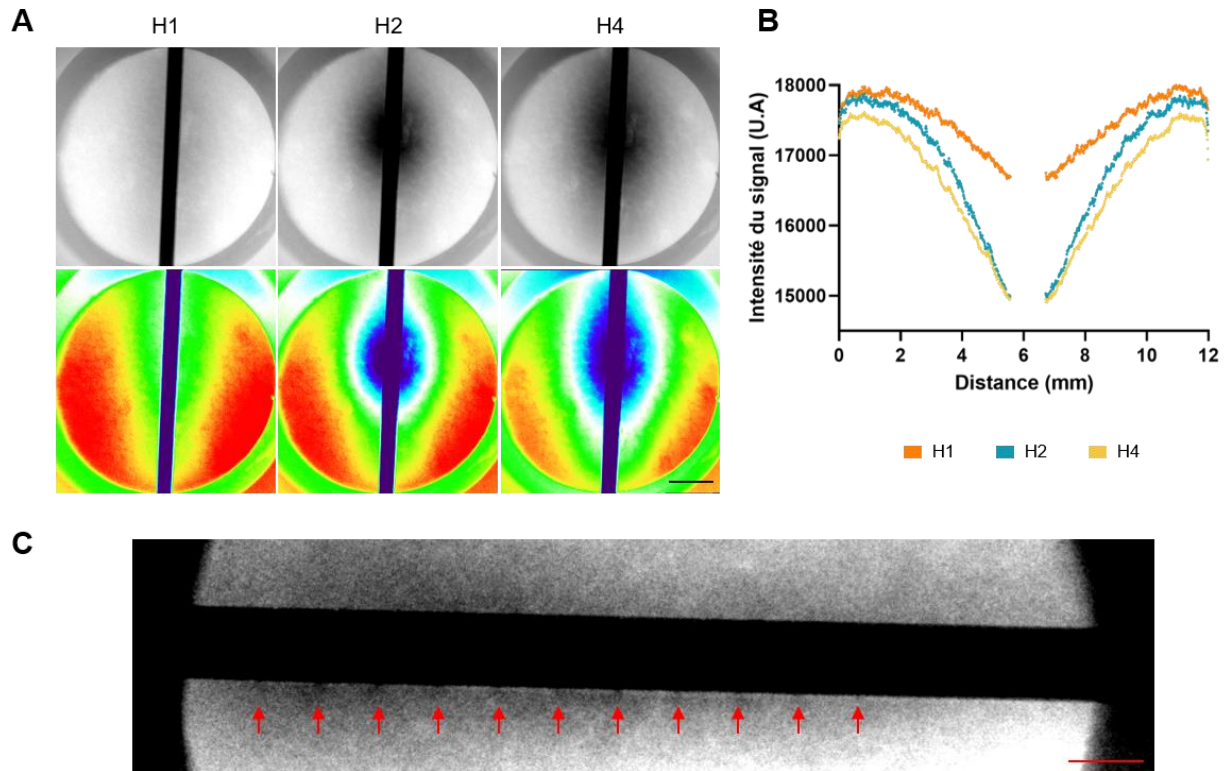 A
H1 H2 H4
B
Intensité du signal (U.A)
18000
17000
16000
15000
0 2 4 6 8 10 12
Distance (mm)
H1 H2 H4
C